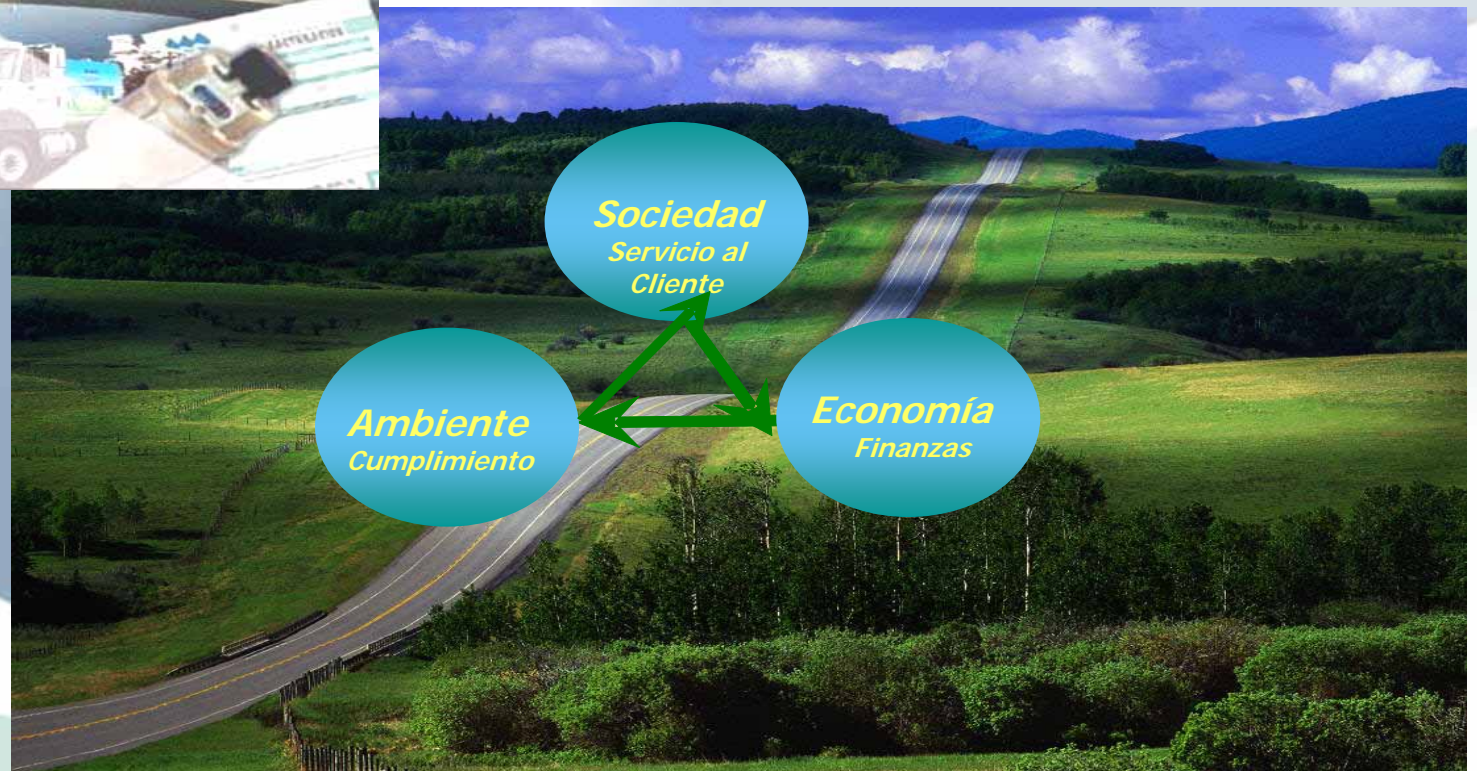 Sociedad
Servicio al
Cliente
Ambiente
Cumplimiento
Economía
Finanzas